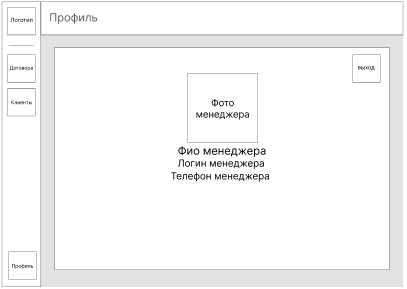 Логотип
Профиль
Договора
Клиенты
выход
Фото
менеджера
Фио менеджера
Логин менеджера
Телефон менеджера
Профиль